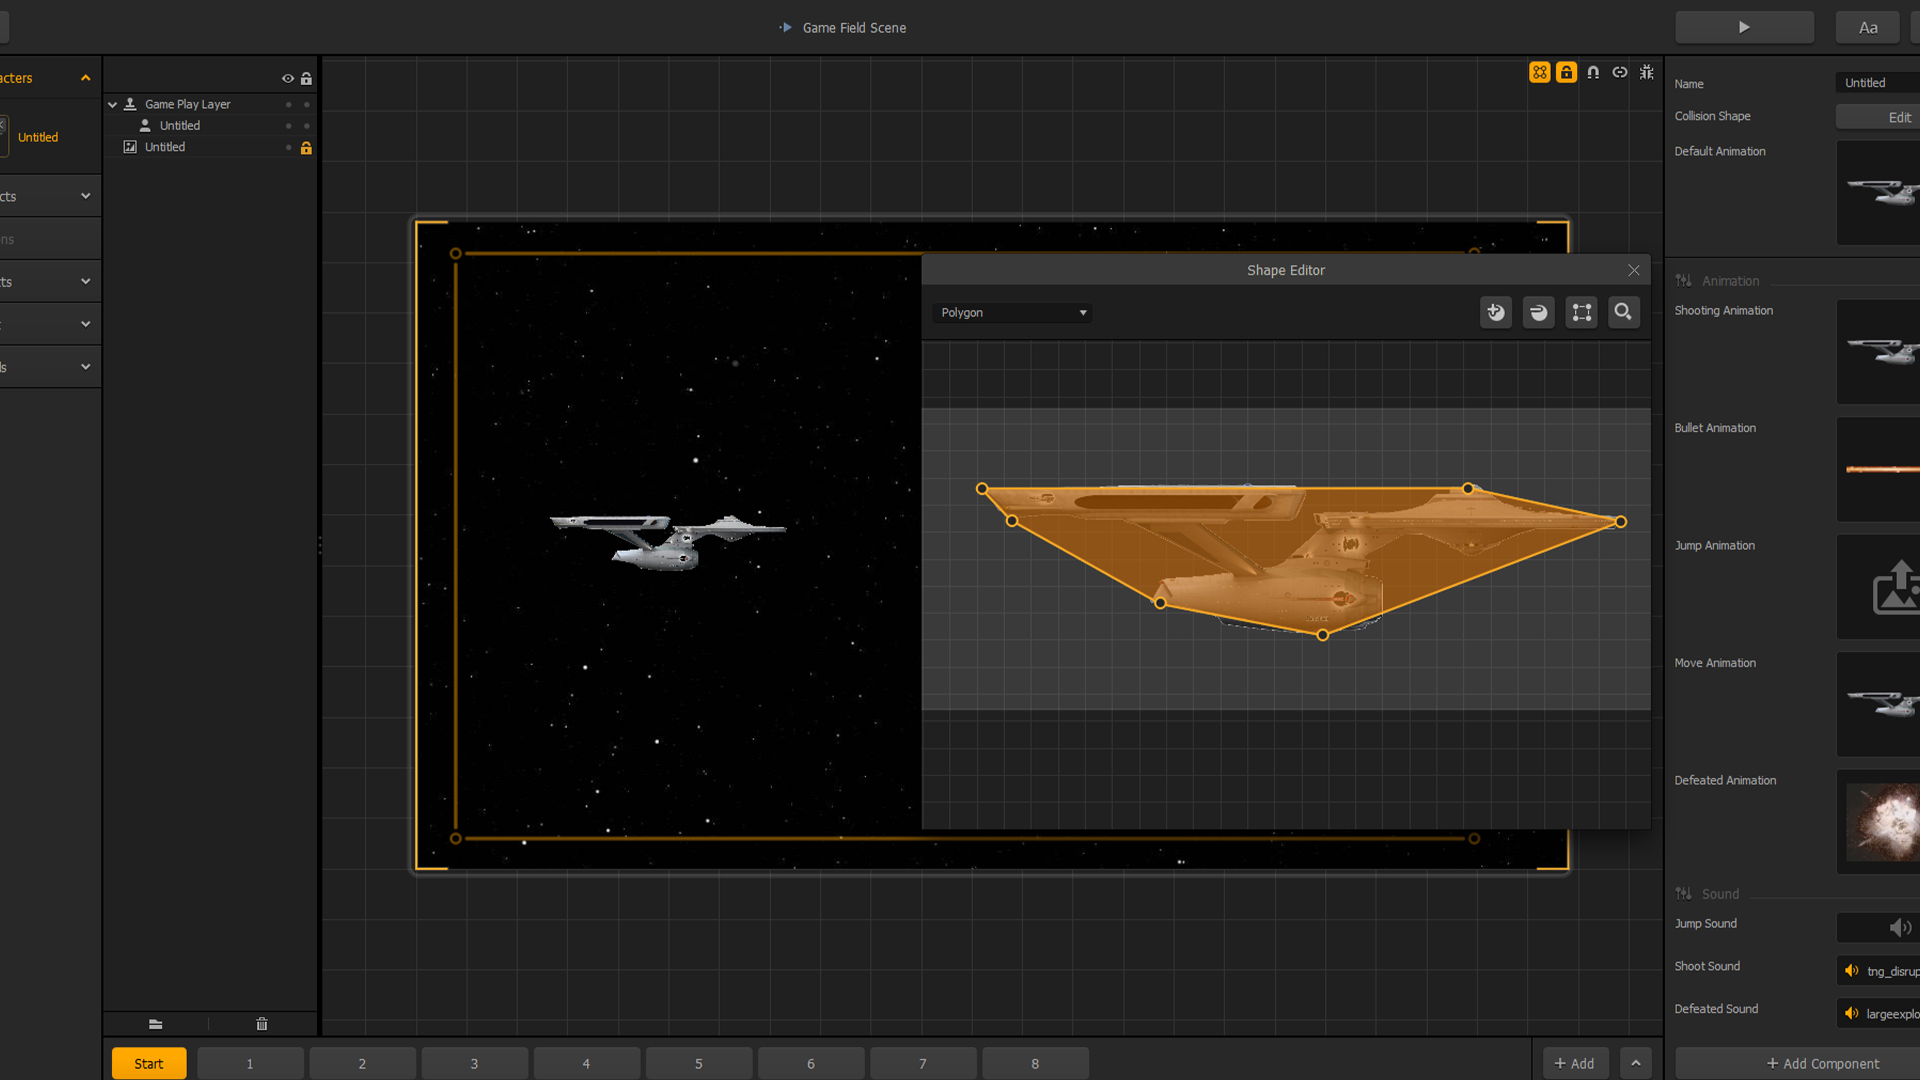 Game Field Scene
Aa
acters
Untitled
cts
ons
ts
ls
Game Play Layer
Untitled
Untitled
Shape Editor
Polygon
Name
Untitled
Collision Shape
Edit
Default Animation
Animation
Shooting Animation
Bullet Animation
Jump Animation
Move Animation
Defeated Animation
Sound
Jump Sound
Shoot Sound
tng_disrup
Defeated Sound
largeexplo
Start
1
2
3
4
5
6
7
8
+ Add
+ Add Component